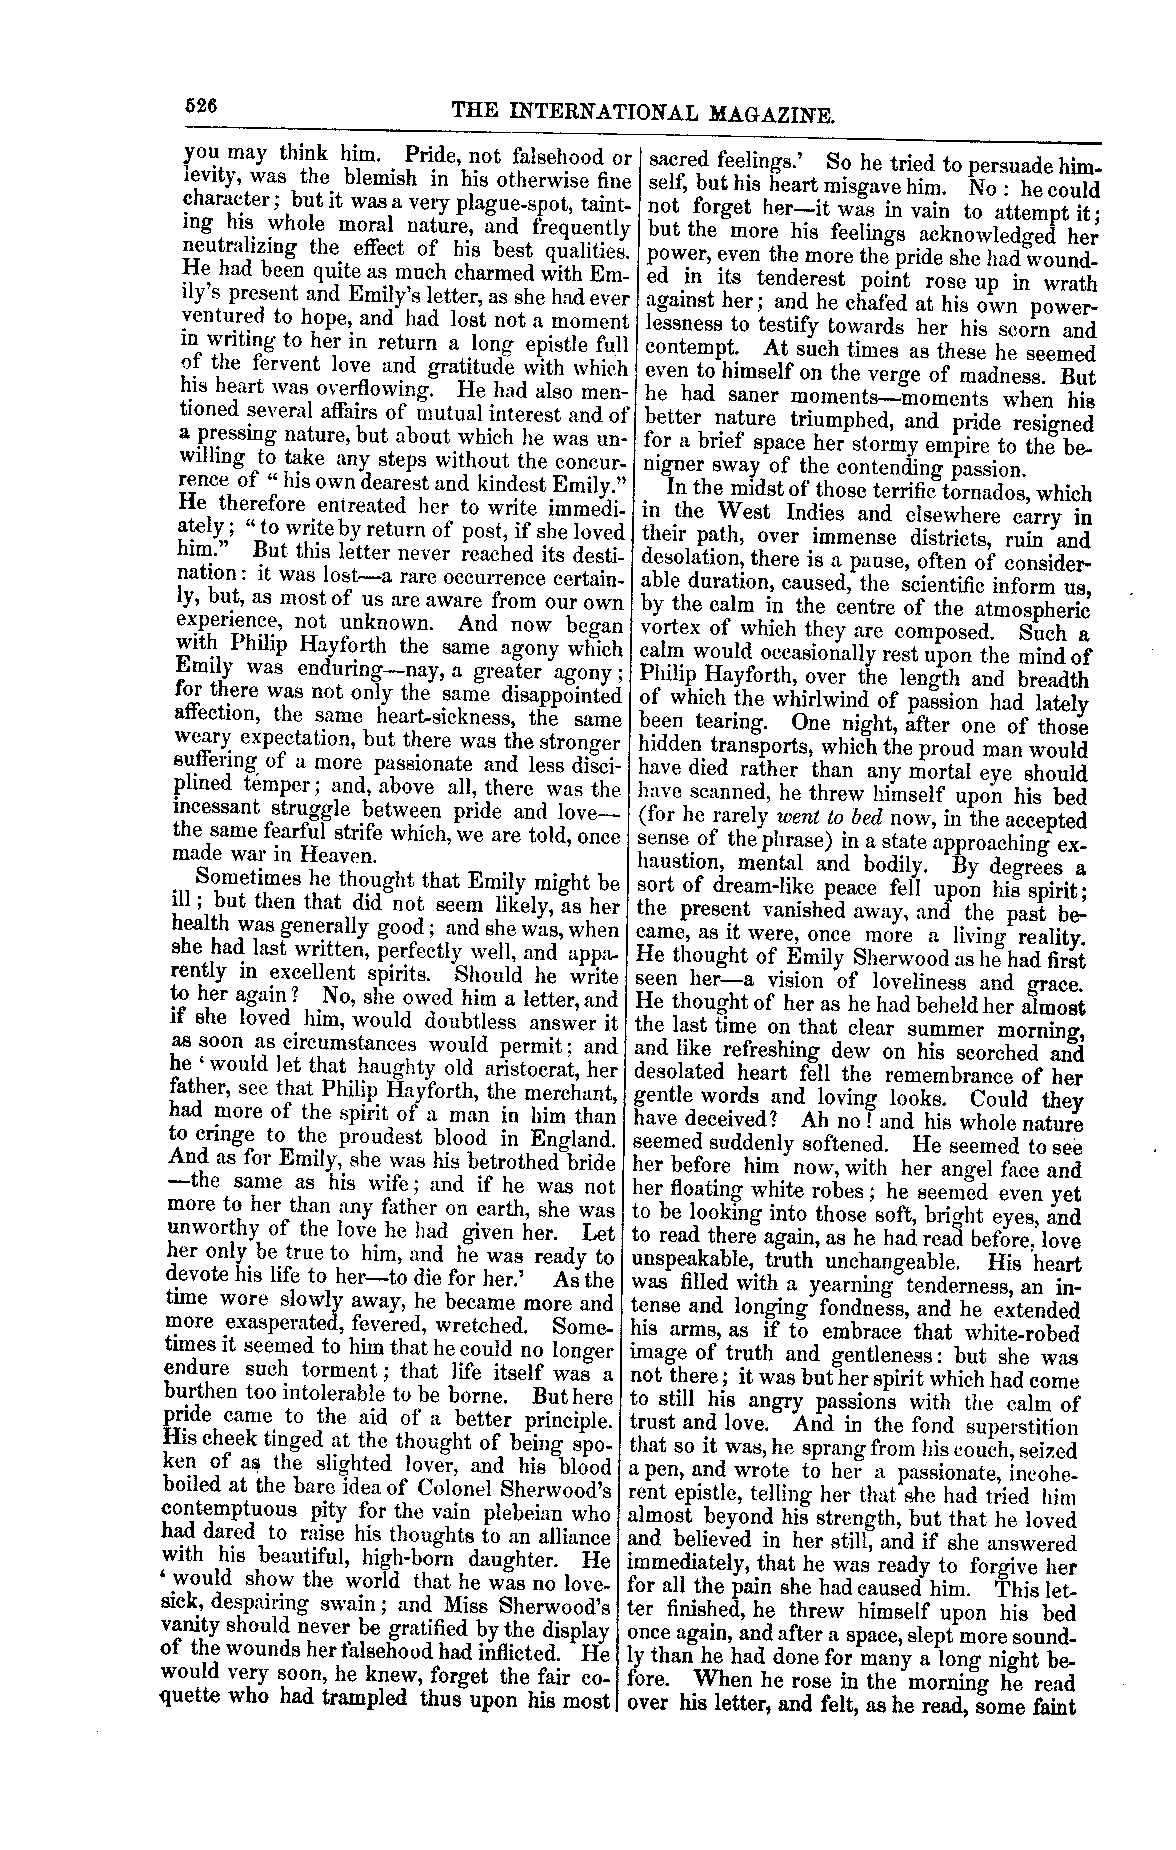 526
THE INTERNATIONAL MAGAZINE.
you may think him. Pride, not falsehood or
levity, was the blemish in his otherwise fine
character; but it was a very plague-spot, taint-
ing his whole moral nature, and frequently
neutralizing the effect of his best qualities.
He had been quite as much charmed with Em-
ily's present and Emily's letter, as she had ever
ventured to hope, and had lost not a moment
in writing to her in return a long epistle full
of the fervent love and gratitude with which
his heart was overflowing. He had also men-
tioned several affairs of mutual interest and of
a pressing nature, but about which he was un-
willing to take any steps without the concur-
rence of "his own dearest and kindest Emily."
He therefore entreated her to write immedi-
ately; "to write by return of post, if she loved
him." But this letter never reached its desti-
nation: it was lost—a rare occurrence certain-
ly, but, as most of us are aware from our own
experience, not unknown. And now began
with Philip Hayforth the same agony which
Emily was enduring—nay, a greater agony;
for there was not only the same disappointed
affection, the same heart-sickness, the same
weary expectation, but there was the stronger
suffering of a more passionate and less disci-
plined temper; and, above all, there was the
incessant struggle between pride and love—
the same fearful strife which, we are told, once
made war in Heaven.
Sometimes he thought that Emily might be
ill; but then that did not seem likely, as her
health was generally good; and she was, when
she had last written, perfectly well, and appa-
rently in excellent spirits. Should he write
to her again? No, she owed him a letter, and
if she loved him, would doubtless answer it
as soon as circumstances would permit; and
he 'would let that haughty old aristocrat, her
father, see that Philip Hayforth, the merchant,
had more of the spirit of a man in him than
to cringe to the proudest blood in England.
And as for Emily, she was his betrothed bride
—the same as his wife; and if he was not
more to her than any father on earth, she was
unworthy of the love he had given her. Let
her only be true to him, and he was ready to
devote his life to her—to die for her.' As the
time wore slowly away, he became more and
more exasperated, fevered, wretched. Some-
times it seemed to him that he could no longer
endure such torment; that life itself was a
burthen too intolerable to be borne. But here
pride came to the aid of a better principle.
His cheek tinged at the thought of being spo-
ken of as the slighted lover, and his blood
boiled at the bare idea of Colonel Sherwood's
contemptuous pity for the vain plebeian who
had dared to raise his thoughts to an alliance
with his beautiful, high-born daughter. He
'would show the world that he was no love-
sick, despairing swain; and Miss Sherwood's
vanity should never be gratified by the display
of the wounds her falsehood had inflicted. He
would very soon, he knew, forget the fair co-
quette who had trampled thus upon his most
sacred feelings.' So he tried to persuade him-
self, but his heart misgave him. No: he could
not forget her—it was in vain to attempt it;
but the more his feelings acknowledged her
power, even the more the pride she had wound-
ed in its tenderest point rose up in wrath
against her; and he chafed at his own power-
lessness to testify towards her his scorn and
contempt. At such times as these he seemed
even to himself on the verge of madness. But
he had saner moments—moments when his
better nature triumphed, and pride resigned
for a brief space her stormy empire to the be-
nigner sway of the contending passion.
In the midst of those terrific tornados, which
in the West Indies and elsewhere carry in
their path, over immense districts, ruin and
desolation, there is a pause, often of consider-
able duration, caused, the scientific inform us,
by the calm in the centre of the atmospheric
vortex of which they are composed. Such a
calm would occasionally rest upon the mind of
Philip Hayforth, over the length and breadth
of which the whirlwind of passion had lately
been tearing. One night, after one of those
hidden transports, which the proud man would
have died rather than any mortal eye should
have scanned, he threw himself upon his bed
(for he rarely went to bed now, in the accepted
sense of the phrase) in a state approaching ex-
haustion, mental and bodily. By degrees a
sort of dream-like peace fell upon his spirit;
the present vanished away, and the past be-
came, as it were, once more a living reality.
He thought of Emily Sherwood as he had first
seen her—a vision of loveliness and grace.
He thought of her as he had beheld her almost
the last time on that clear summer morning,
and like refreshing dew on his scorched and
desolated heart fell the remembrance of her
gentle words and loving looks. Could they
have deceived? Ah no! and his whole nature
seemed suddenly softened. He seemed to see
her before him now, with her angel face and
her floating white robes; he seemed even yet
to be looking into those soft, bright eyes, and
to read there again, as he had read before, love
unspeakable, truth unchangeable. His heart
was filled with a yearning tenderness, an in-
tense and longing fondness, and he extended
his arms, as if to embrace that white-robed
image of truth and gentleness: but she was
not there; it was but her spirit which had come
to still his angry passions with the calm of
trust and love. And in the fond superstition
that so it was, he sprang from his couch, seized
a pen, and wrote to her a passionate, incohe-
rent epistle, telling her that she had tried him
almost beyond his strength, but that he loved
and believed in her still, and if she answered
immediately, that he was ready to forgive her
for all the pain she had caused him. This let-
ter finished, he threw himself upon his bed
once again, and after a space, slept more sound-
ly than he had done for many a long night be-
fore. When he rose in the morning he read
over his letter, and felt, as he read, some faint